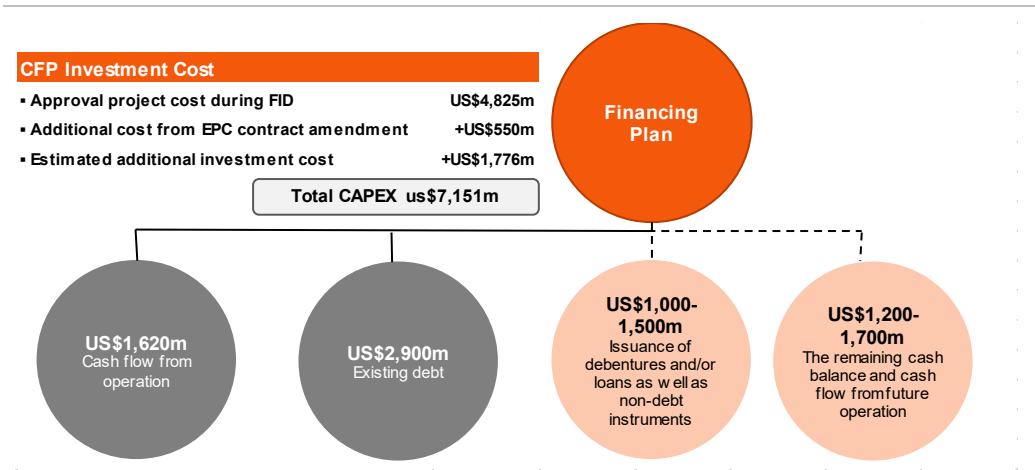 CFP Investment Cost
▪ Approval project cost during FID US$4,825m
▪ Additional cost from EPC contract amendment +US$550m
▪ Estimated additional investment cost +US$1,776m
Total CAPEX us$7,151m
Financing
Plan
US$1,620m
Cash flow from
operation
US$2,900m
Existing debt
US$1,000-
1,500m
Issuance of
debentures and/or
loans as well as
non-debt
instruments
US$1,200-
1,700m
The remaining cash
balance and cash
flow from future
operation